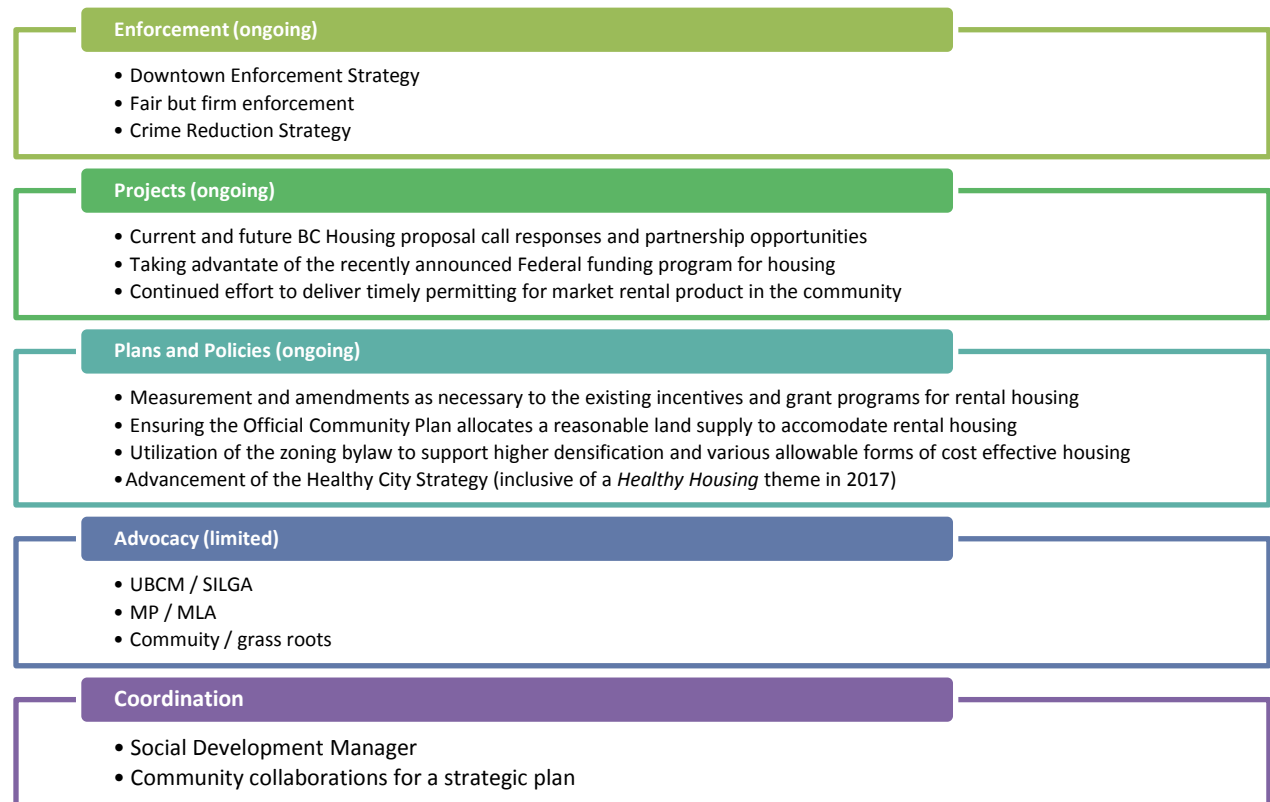 Enforcement (ongoing)
• Downtown Enforcement Strategy
• Fair but firm enforcement
• Crime Reduction Strategy
Projects (ongoing)
• Current and future BC Housing proposal call responses and partnership opportunities
• Taking advantate of the recently announced Federal funding program for housing
• Continued effort to deliver timely permitting for market rental product in the community
Plans and Policies (ongoing)
• Measurement and amendments as necessary to the existing incentives and grant programs for rental housing
• Ensuring the Official Community Plan allocates a reasonable land supply to accomodate rental housing
• Utilization of the zoning bylaw to support higher densification and various allowable forms of cost effective housing
• Advancement of the Healthy City Strategy (inclusive of a Healthy Housing theme in 2017)
Advocacy (limited)
• UBCM / SILGA
• MP / MLA
• Commuity / grass roots
Coordination
• Social Development Manager
• Community collaborations for a strategic plan